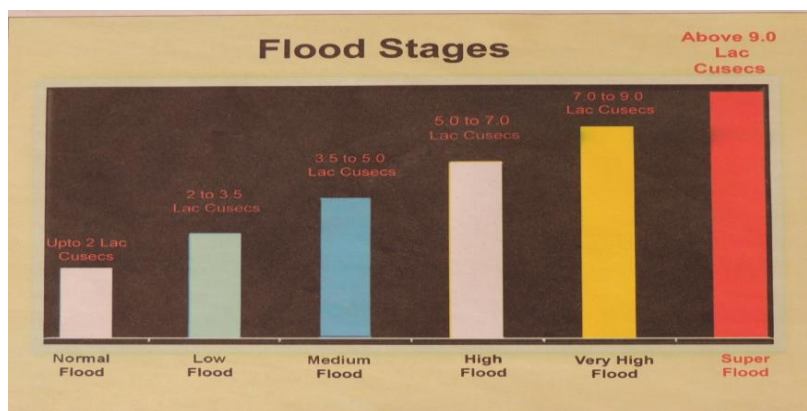 Flood Stages
Above 9.0
Lac
Cusecs
7.0 to 9.0
Lac Cusecs
5.0 to 7.0
Lac Cusecs
3.5 to 5.0
Lac Cusecs
2 to 3.5
Lac Cusecs
Upto 2 Lac
Cusecs
Normal
Flood
Low
Flood
Medium
Flood
High
Flood
Very High
Flood
Super
Flood